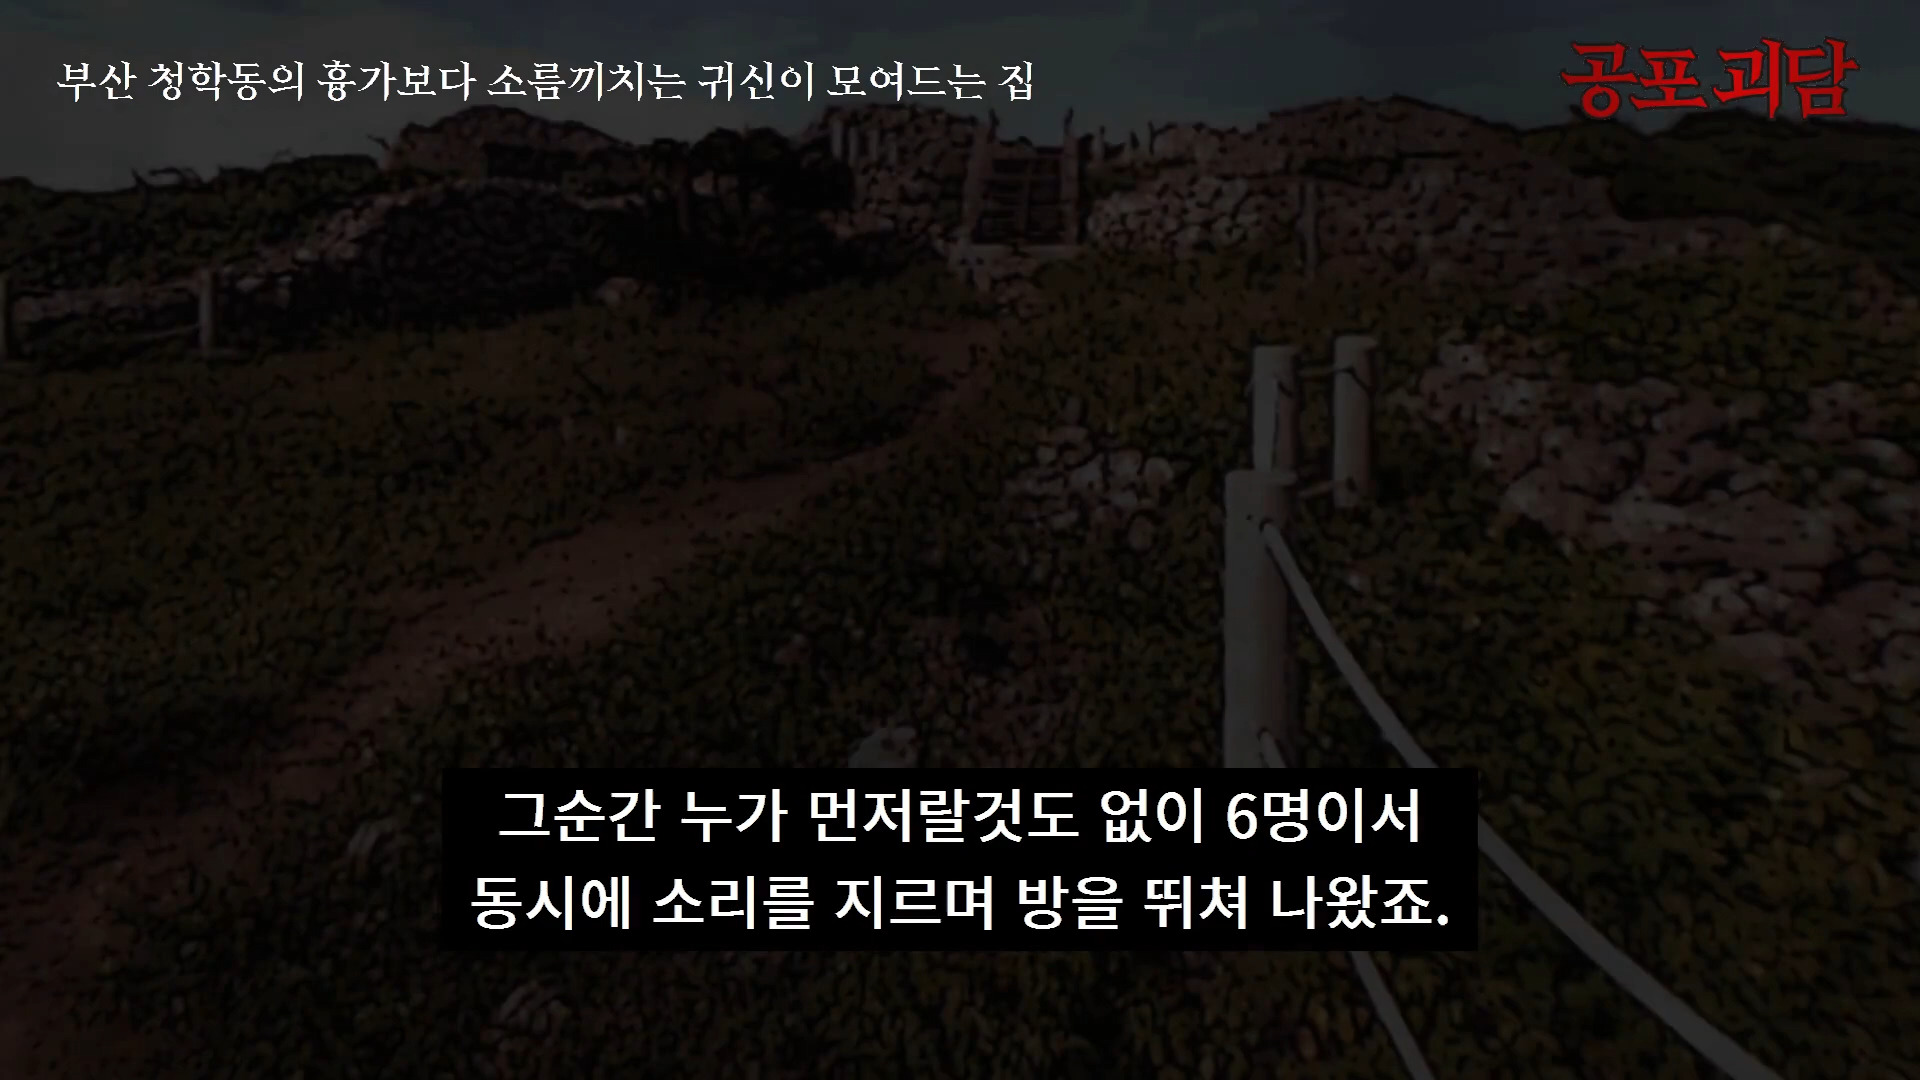 부산 청학동의 흉가보다 소름끼치는 귀신이 모여드는 집
공포괴담
그순간 누가 먼저랄것도 없이 6명이서
동시에 소리를 지르며 방을 뛰쳐 나왔죠.